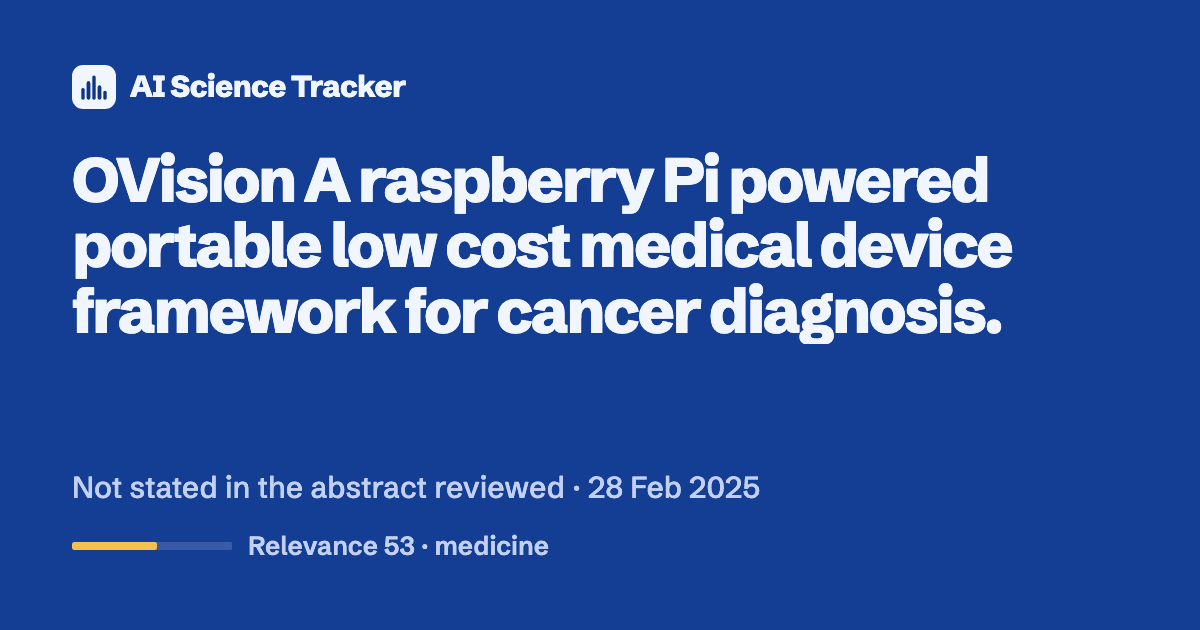 AI Science Tracker
OVision A raspberry Pi powered
portable low cost medical device
framework for cancer diagnosis.
Not stated in the abstract reviewed · 28 Feb 2025
Relevance 53 · medicine